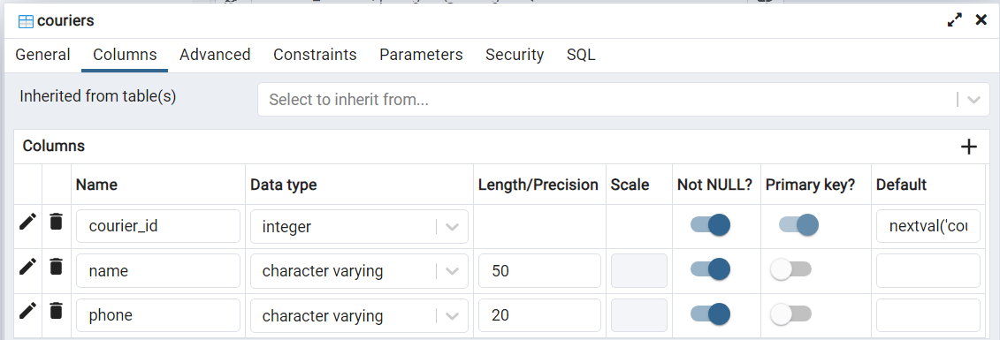 couriers
General Columns Advanced Constraints Parameters Security SQL
Inherited from table(s) Select to inherit from...
Columns
Name Data type Length/Precision Scale Not NULL? Primary key? Default
courier_id integer nextval('cou
name character varying 50
phone character varying 20